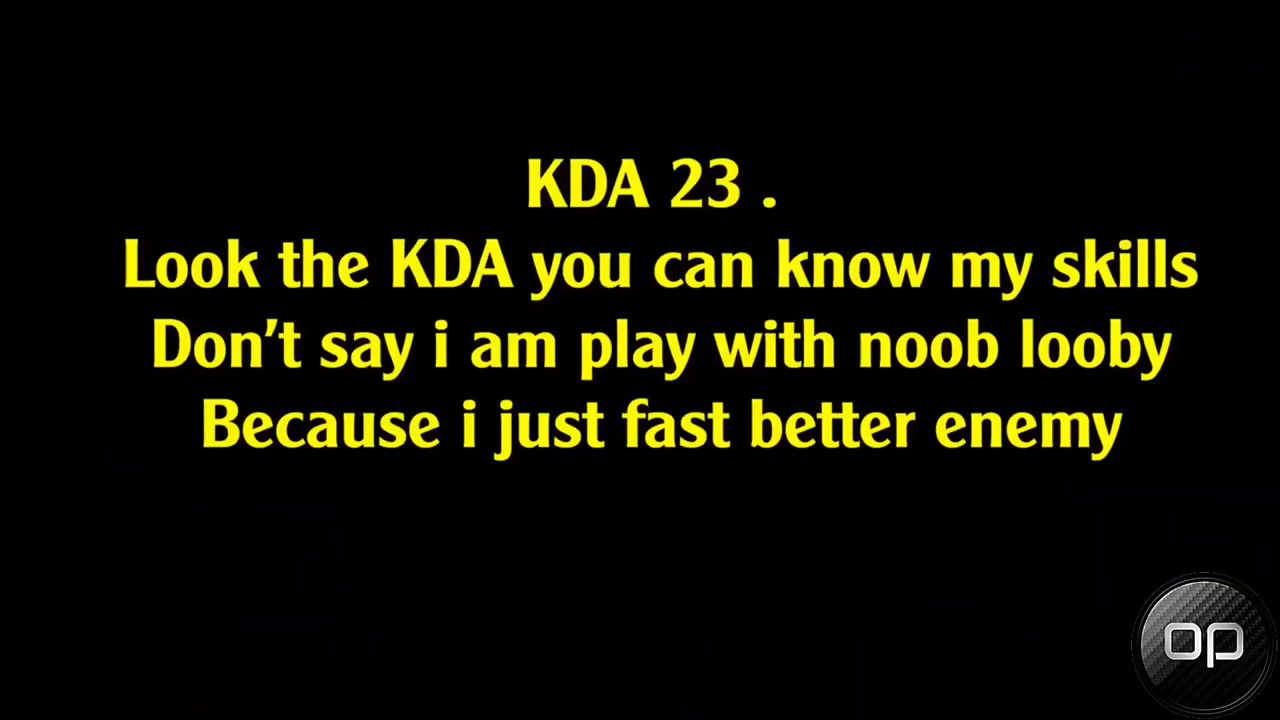 KDA 23 .
Look the KDA you can know my skills
Don't say i am play with noob looby
Because i just fast better enemy
op